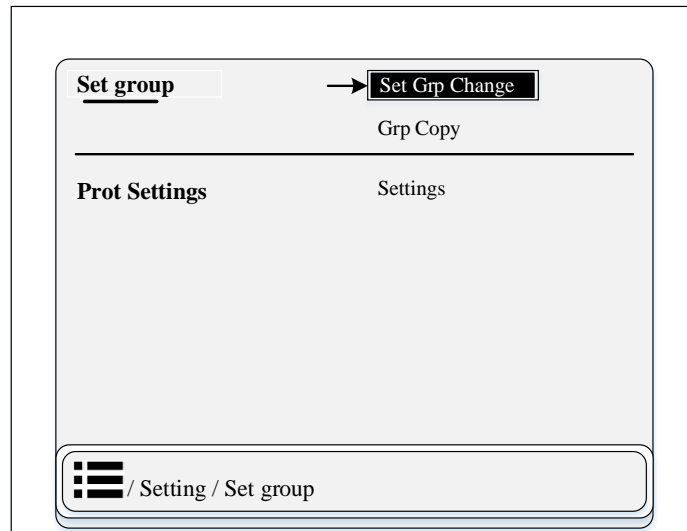 Set group Set Grp Change
Grp Copy
Prot Settings Settings
/ Setting / Set group